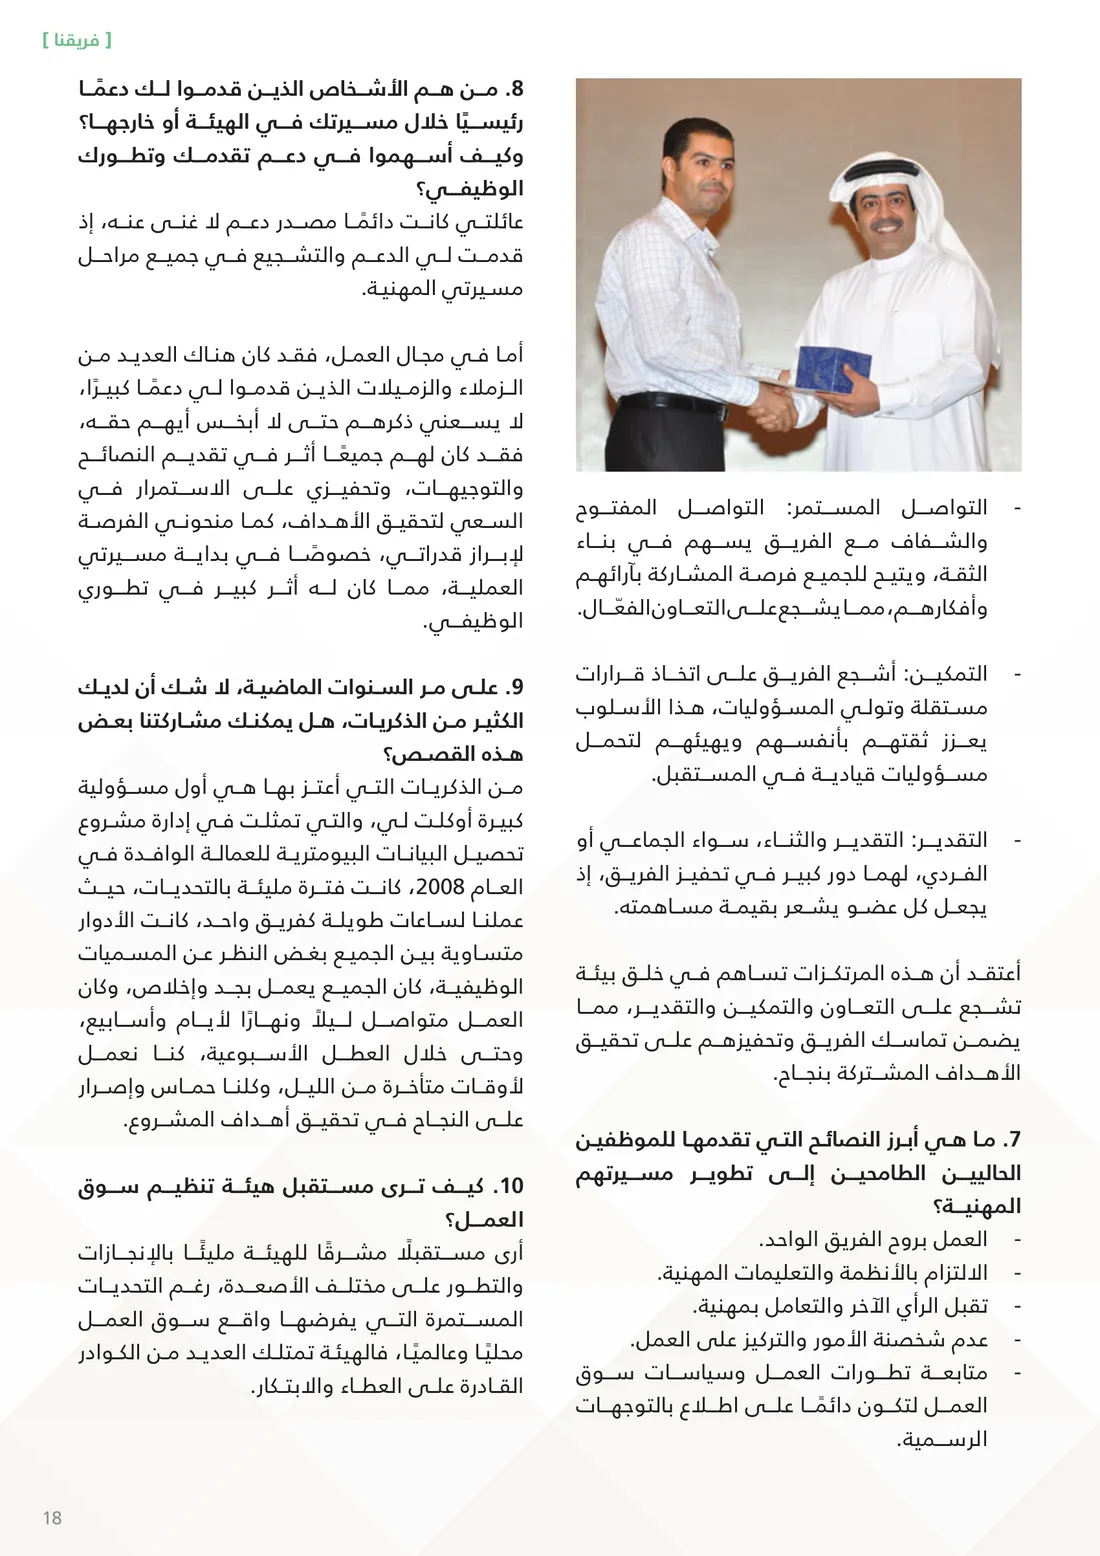 [ فريقنا ]
- التواصل المستمر: التواصل المفتوح
والشفاف مع الفريق يسهم في بناء
الثقة، ويتيح للجميع فرصة المشاركة بآرائهم
وأفكارهم، مما يشجع على التعاون الفعّال.
- التمكين: أشجع الفريق على اتخاذ قرارات
مستقلة وتولي المسؤوليات، هذا الأسلوب
يعزز ثقتهم بأنفسهم ويهيئهم لتحمل
مسؤوليات قيادية في المستقبل.
- التقدير: التقدير والثناء، سواء الجماعي أو
الفردي، لهما دور كبير في تحفيز الفريق، إذ
يجعل كل عضو يشعر بقيمة مساهمته.
أعتقد أن هذه المرتكزات تساهم في خلق بيئة
تشجع على التعاون والتمكين والتقدير، مما
يضمن تماسك الفريق وتحفيزهم على تحقيق
الأهداف المشتركة بنجاح.
7. ما هي أبرز النصائح التي تقدمها للموظفين
الحاليين الطامحين إلى تطوير مسيرتهم
المهنية؟
- العمل بروح الفريق الواحد.
- الالتزام بالأنظمة والتعليمات المهنية.
- تقبل الرأي الآخر والتعامل بمهنية.
- عدم شخصنة الأمور والتركيز على العمل.
- متابعة تطورات العمل وسياسات سوق
العمل لتكون دائمًا على اطلاع بالتوجهات
الرسمية.
8. من هم الأشخاص الذين قدموا لك دعمًا
رئيسيًا خلال مسيرتك في الهيئة أو خارجها؟
وكيف أسهموا في دعم تقدمك وتطورك
الوظيفي؟
عائلتي كانت دائمًا مصدر دعم لا غنى عنه، إذ
قدمت لي الدعم والتشجيع في جميع مراحل
مسيرتي المهنية.
أما في مجال العمل، فقد كان هناك العديد من
الزملاء والزميلات الذين قدموا لي دعمًا كبيرًا،
لا يسعني ذكرهم حتى لا أبخس أيهم حقه،
فقد كان لهم جميعًا أثر في تقديم النصائح
والتوجيهات، وتحفيزي على الاستمرار في
السعي لتحقيق الأهداف، كما منحوني الفرصة
لإبراز قدراتي، خصوصًا في بداية مسيرتي
العملية، مما كان له أثر كبير في تطوري
الوظيفي.
9. على مر السنوات الماضية، لا شك أن لديك
الكثير من الذكريات، هل يمكنك مشاركتنا بعض
هذه القصص؟
من الذكريات التي أعتز بها هي أول مسؤولية
كبيرة أوكلت لي، والتي تمثلت في إدارة مشروع
تحصيل البيانات البيومترية للعمالة الوافدة في
العام 2008، كانت فترة مليئة بالتحديات، حيث
عملنا لساعات طويلة كفريق واحد، كانت الأدوار
متساوية بين الجميع بغض النظر عن المسميات
الوظيفية، كان الجميع يعمل بجد وإخلاص، وكان
العمل متواصل ليلاً ونهارًا لأيام وأسابيع،
وحتى خلال العطل الأسبوعية، كنا نعمل
لأوقات متأخرة من الليل، وكلنا حماس وإصرار
على النجاح في تحقيق أهداف المشروع.
10. كيف ترى مستقبل هيئة تنظيم سوق
العمل؟
أرى مستقبلًا مشرقًا للهيئة مليئًا بالإنجازات
والتطور على مختلف الأصعدة، رغم التحديات
المستمرة التي يفرضها واقع سوق العمل
محليًا وعالميًا، فالهيئة تمتلك العديد من الكوادر
القادرة على العطاء والابتكار.
18